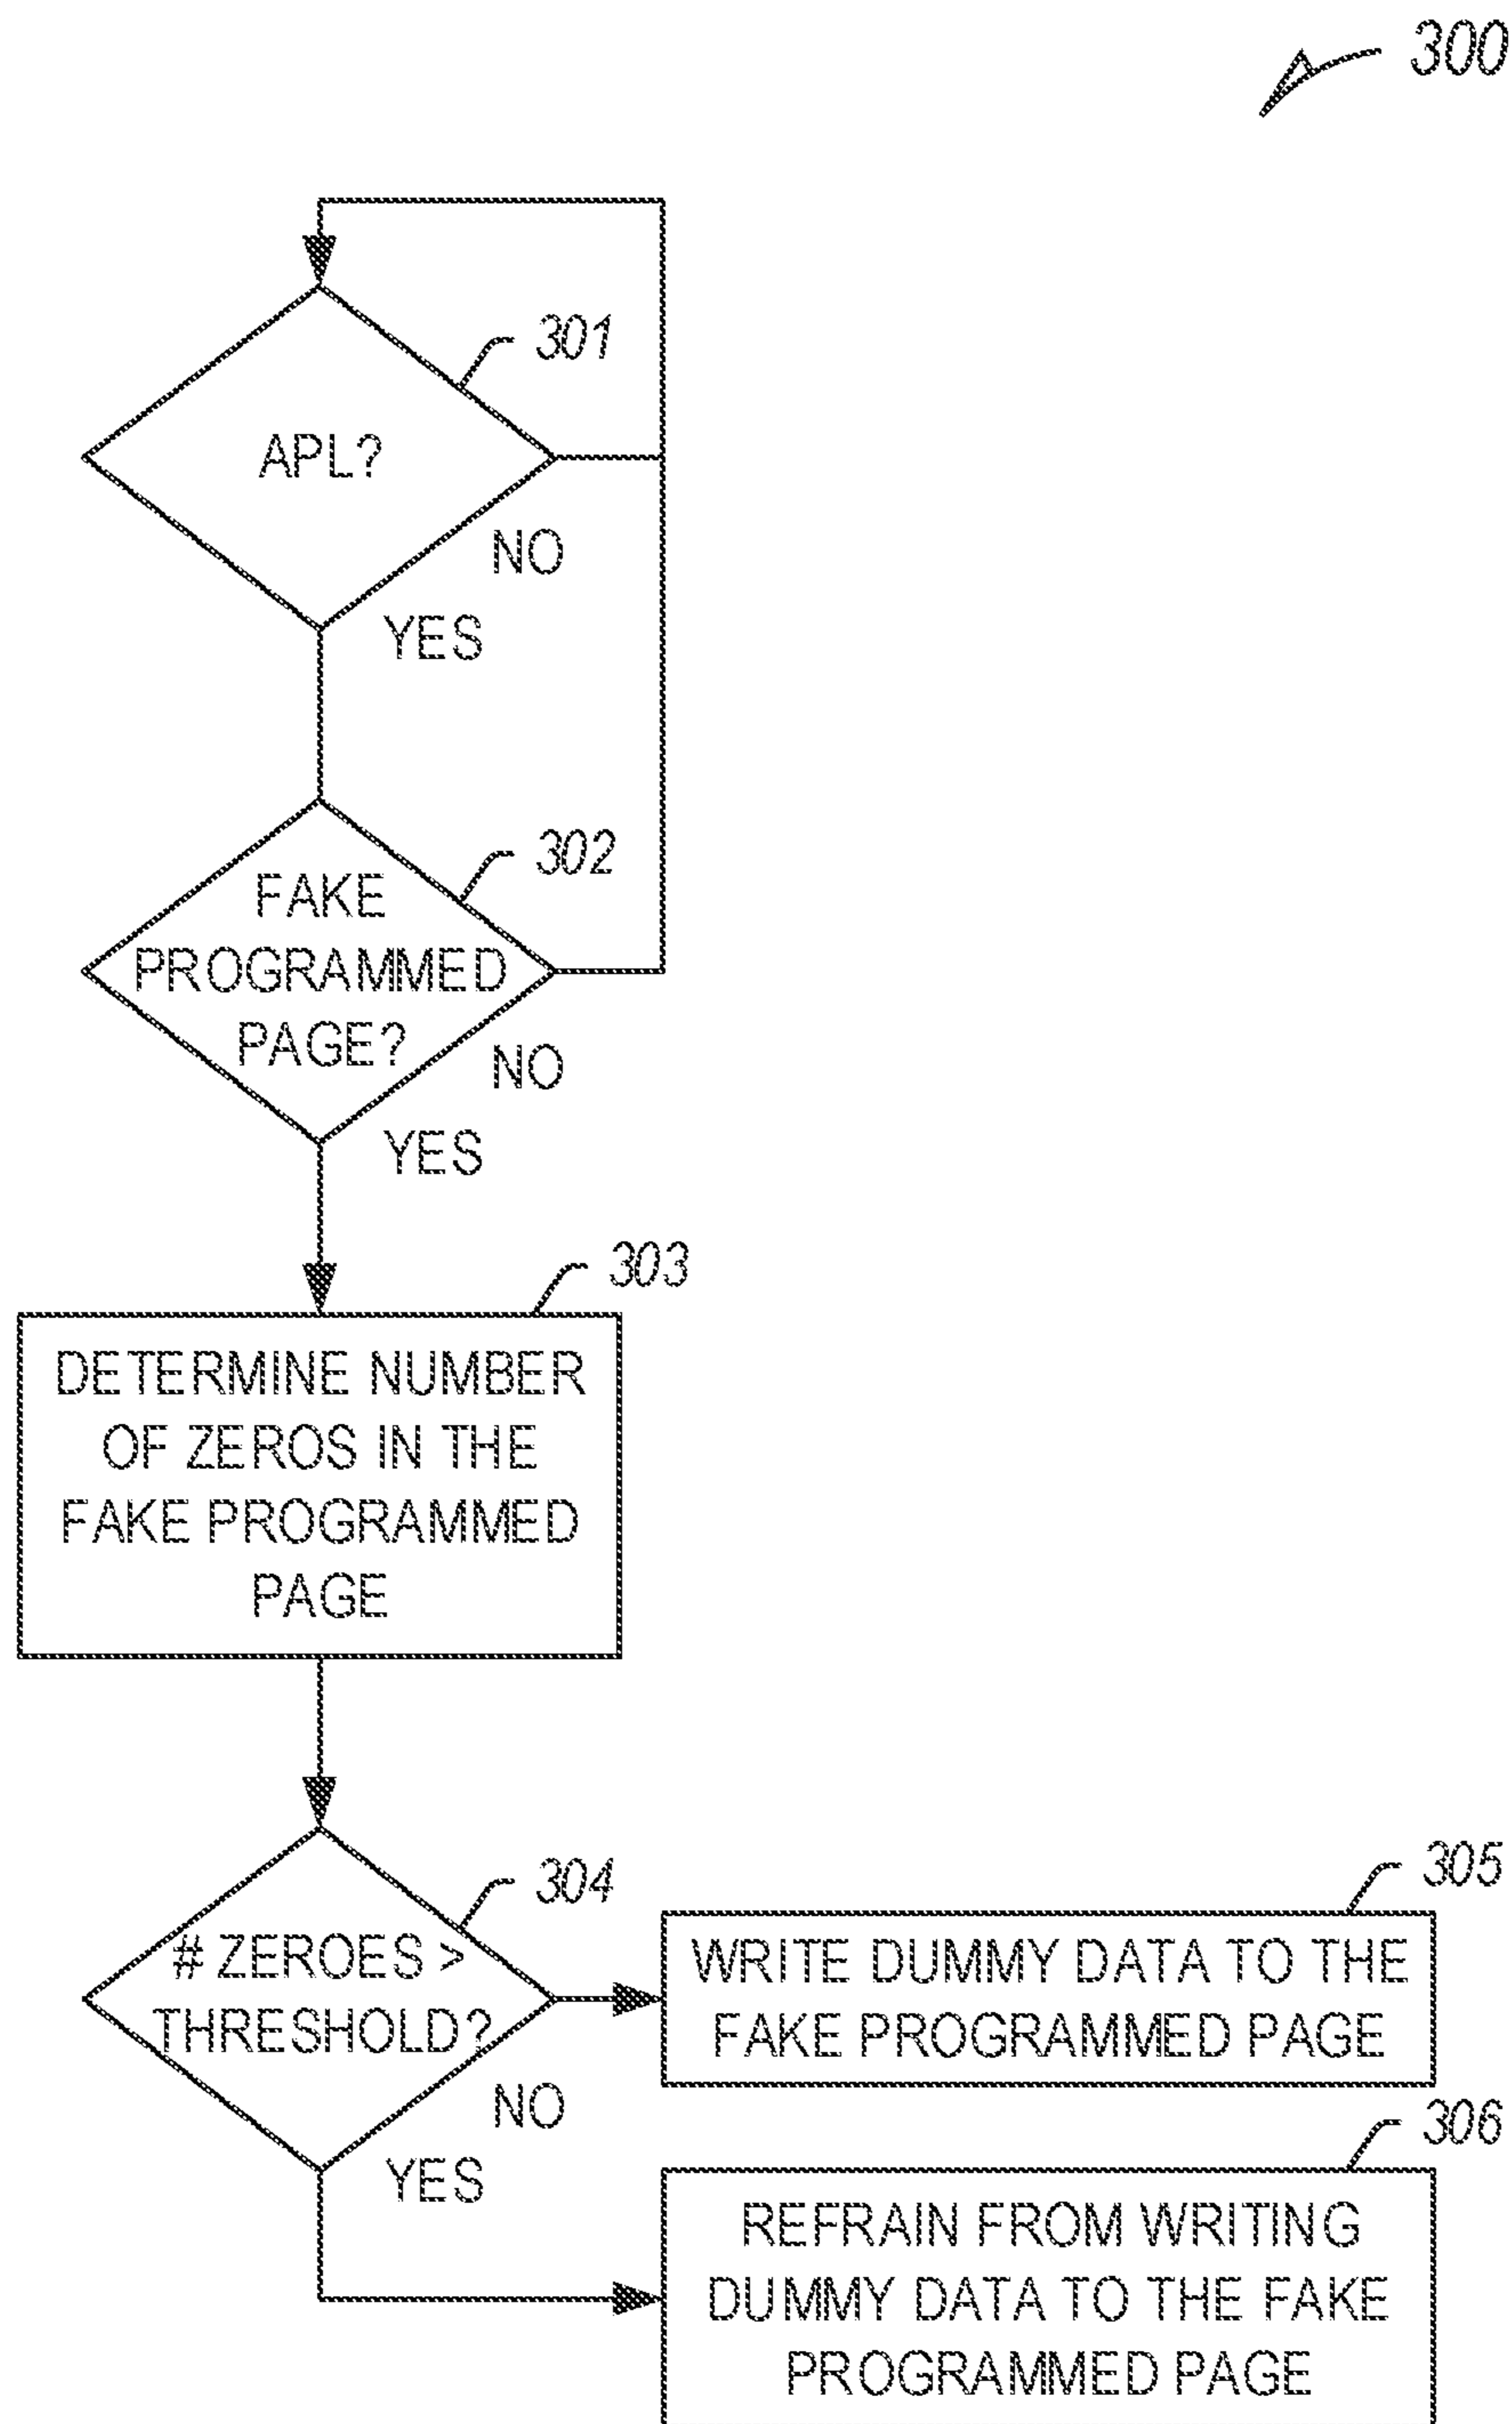 300
301
APL?
NO
YES
302
FAKE
PROGRAMMED
PAGE?
NO
YES
303
DETERMINE NUMBER
OF ZEROS IN THE
FAKE PROGRAMMED
PAGE
304
# ZEROES >
THRESHOLD?
NO
YES
305
WRITE DUMMY DATA TO THE
FAKE PROGRAMMED PAGE
306
REFRAIN FROM WRITING
DUMMY DATA TO THE FAKE
PROGRAMMED PAGE